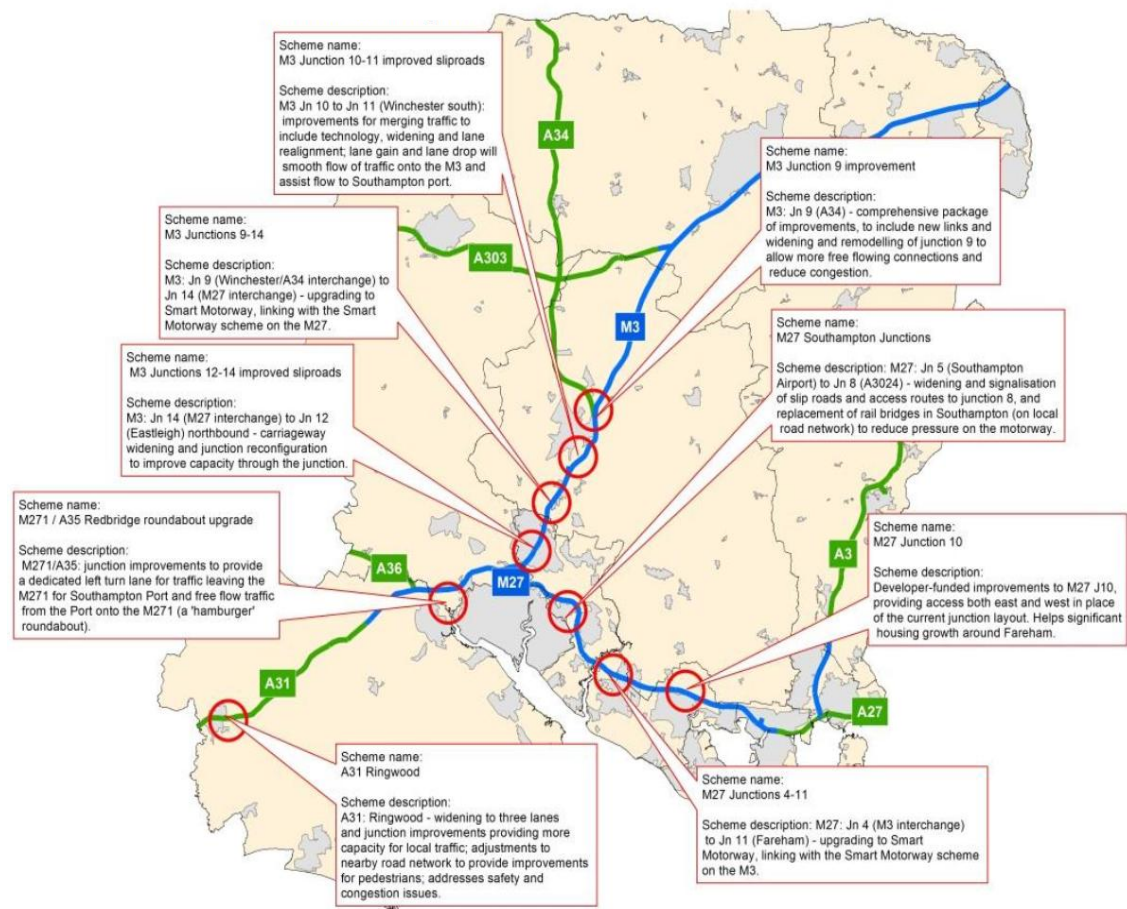 Scheme name:
M3 Junction 10-11 improved sliproads
Scheme description:
M3 Jn 10 to Jn 11 (Winchester south):
improvements for merging traffic to
include technology, widening and lane
realignment; lane gain and lane drop will
smooth flow of traffic onto the M3 and
assist flow to Southampton port.
A34
Scheme name:
M3 Junction 9 improvement
Scheme description:
M3: Jn 9 (A34) - comprehensive package
of improvements, to include new links and
widening and remodelling of junction 9 to
allow more free flowing connections and
reduce congestion.
Scheme name:
M3 Junctions 9-14
Scheme description:
M3: Jn 9 (Winchester/A34 interchange) to
Jn 14 (M27 interchange) - upgrading to
Smart Motorway, linking with the Smart
Motorway scheme on the M27.
A303
M3
Scheme name:
M27 Southampton Junctions
Scheme description: M27: Jn 5 (Southampton
Airport) to Jn 8 (A3024) - widening and signalisation
of slip roads and access routes to junction 8, and
replacement of rail bridges in Southampton (on local
road network) to reduce pressure on the motorway.
Scheme name:
M3 Junctions 12-14 improved sliproads
Scheme description:
M3: Jn 14 (M27 interchange) to Jn 12
(Eastleigh) northbound - carriageway
widening and junction reconfiguration
to improve capacity through the junction.
Scheme name:
M271 / A35 Redbridge roundabout upgrade
Scheme description:
M271/A35: junction improvements to provide
a dedicated left turn lane for traffic leaving the
M271 for Southampton Port and free flow traffic
from the Port onto the M271 (a 'hamburger'
roundabout).
A36
M27
A3
Scheme name:
M27 Junction 10
Scheme description:
Developer-funded improvements to M27 J10,
providing access both east and west in place
of the current junction layout. Helps significant
housing growth around Fareham.
A31
A27
Scheme name:
A31 Ringwood
Scheme description:
A31: Ringwood - widening to three lanes
and junction improvements providing more
capacity for local traffic; adjustments to
nearby road network to provide improvements
for pedestrians; addresses safety and
congestion issues.
Scheme name:
M27 Junctions 4-11
Scheme description: M27: Jn 4 (M3 interchange)
to Jn 11 (Fareham) - upgrading to Smart
Motorway, linking with the Smart Motorway scheme
on the M3.